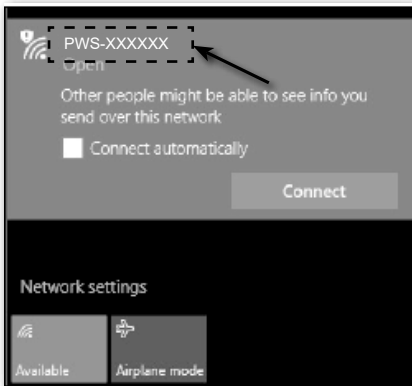 PWS-XXXXXX
Open
Other people might be able to see info you
send over this network
Connect automatically
Connect
Network settings
Available
Airplane mode